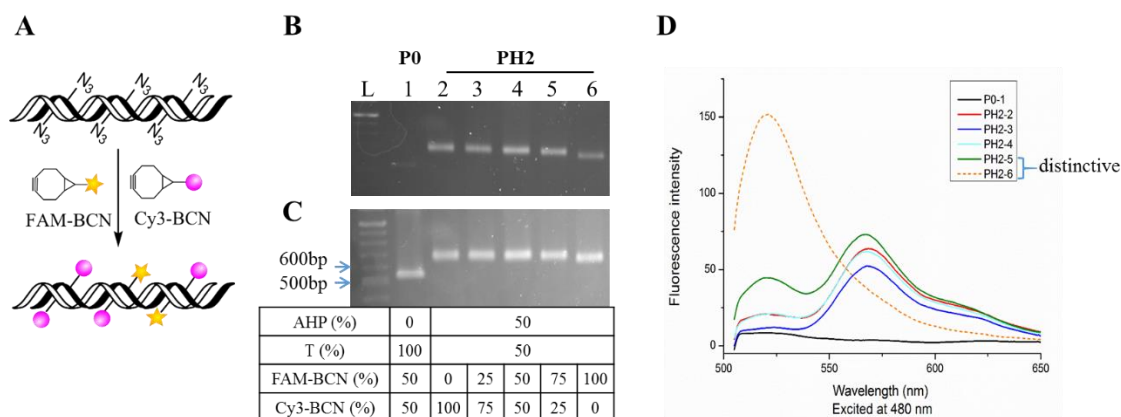 A
N3 N3 N3
N3 N3 N3
FAM-BCN Cy3-BCN
B
P0 PH2
L 1 2 3 4 5 6
C
600bp
500bp
AHP (%) 0 50
T (%) 100 50
FAM-BCN (%) 50 0 25 50 75 100
Cy3-BCN (%) 50 100 75 50 25 0
D
Fluorescence intensity
150
100
50
0
500 550 600 650
Wavelength (nm)
Excited at 480 nm
P0-1
PH2-2
PH2-3
PH2-4
PH2-5
PH2-6
distinctive